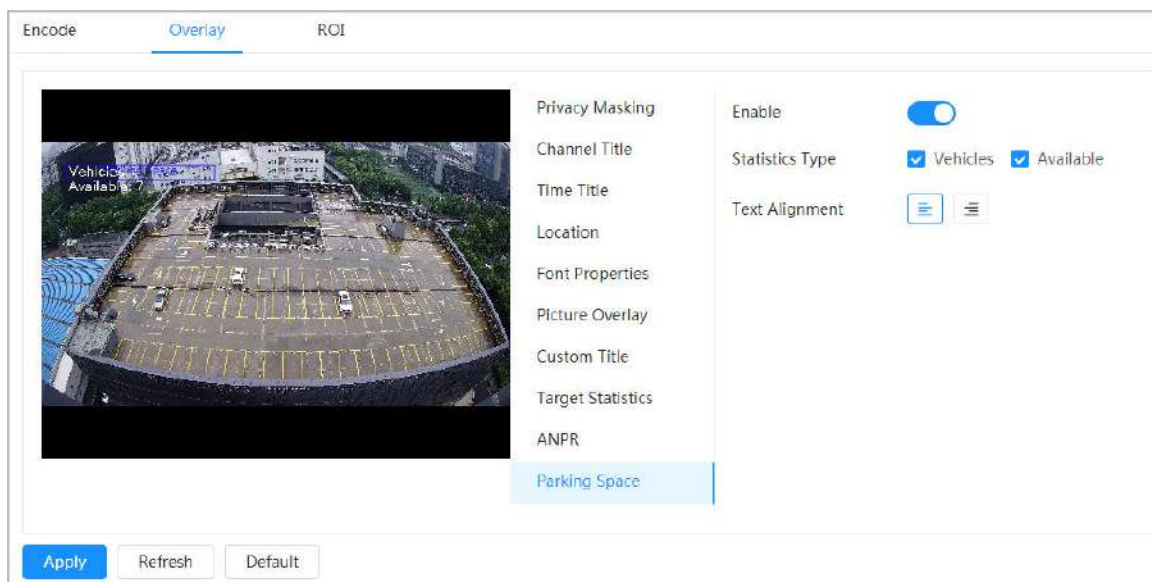 Encode Overlay ROI
Vehicles
Available: 7
Privacy Masking
Channel Title
Time Title
Location
Font Properties
Picture Overlay
Custom Title
Target Statistics
ANPR
Parking Space
Enable
Statistics Type Vehicles Available
Text Alignment
Apply Refresh Default